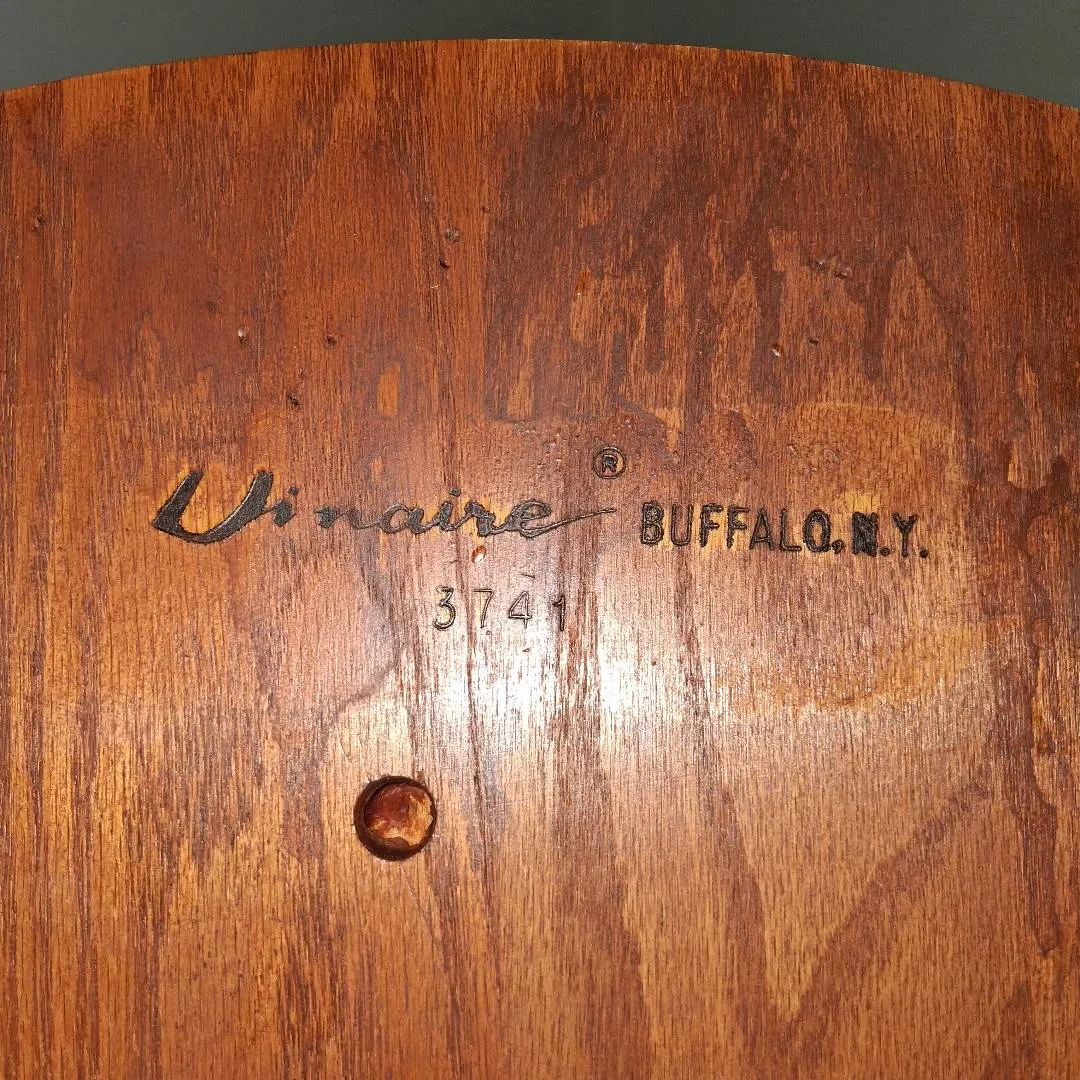 Vinaire ® BUFFALO, N.Y.
3741